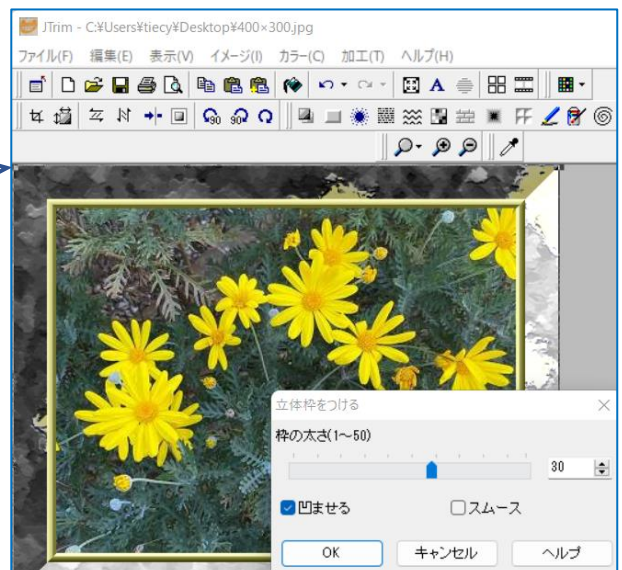 JTrim - C:¥Users¥tiecy¥Desktop¥400×300.jpg
ファイル(F) 編集(E) 表示(V) イメージ(I) カラー(C) 加工(T) ヘルプ(H)
A
90 90
FF
立体枠をつける
枠の太さ(1～50)
30
凹ませる
スムース
OK
キャンセル
ヘルプ